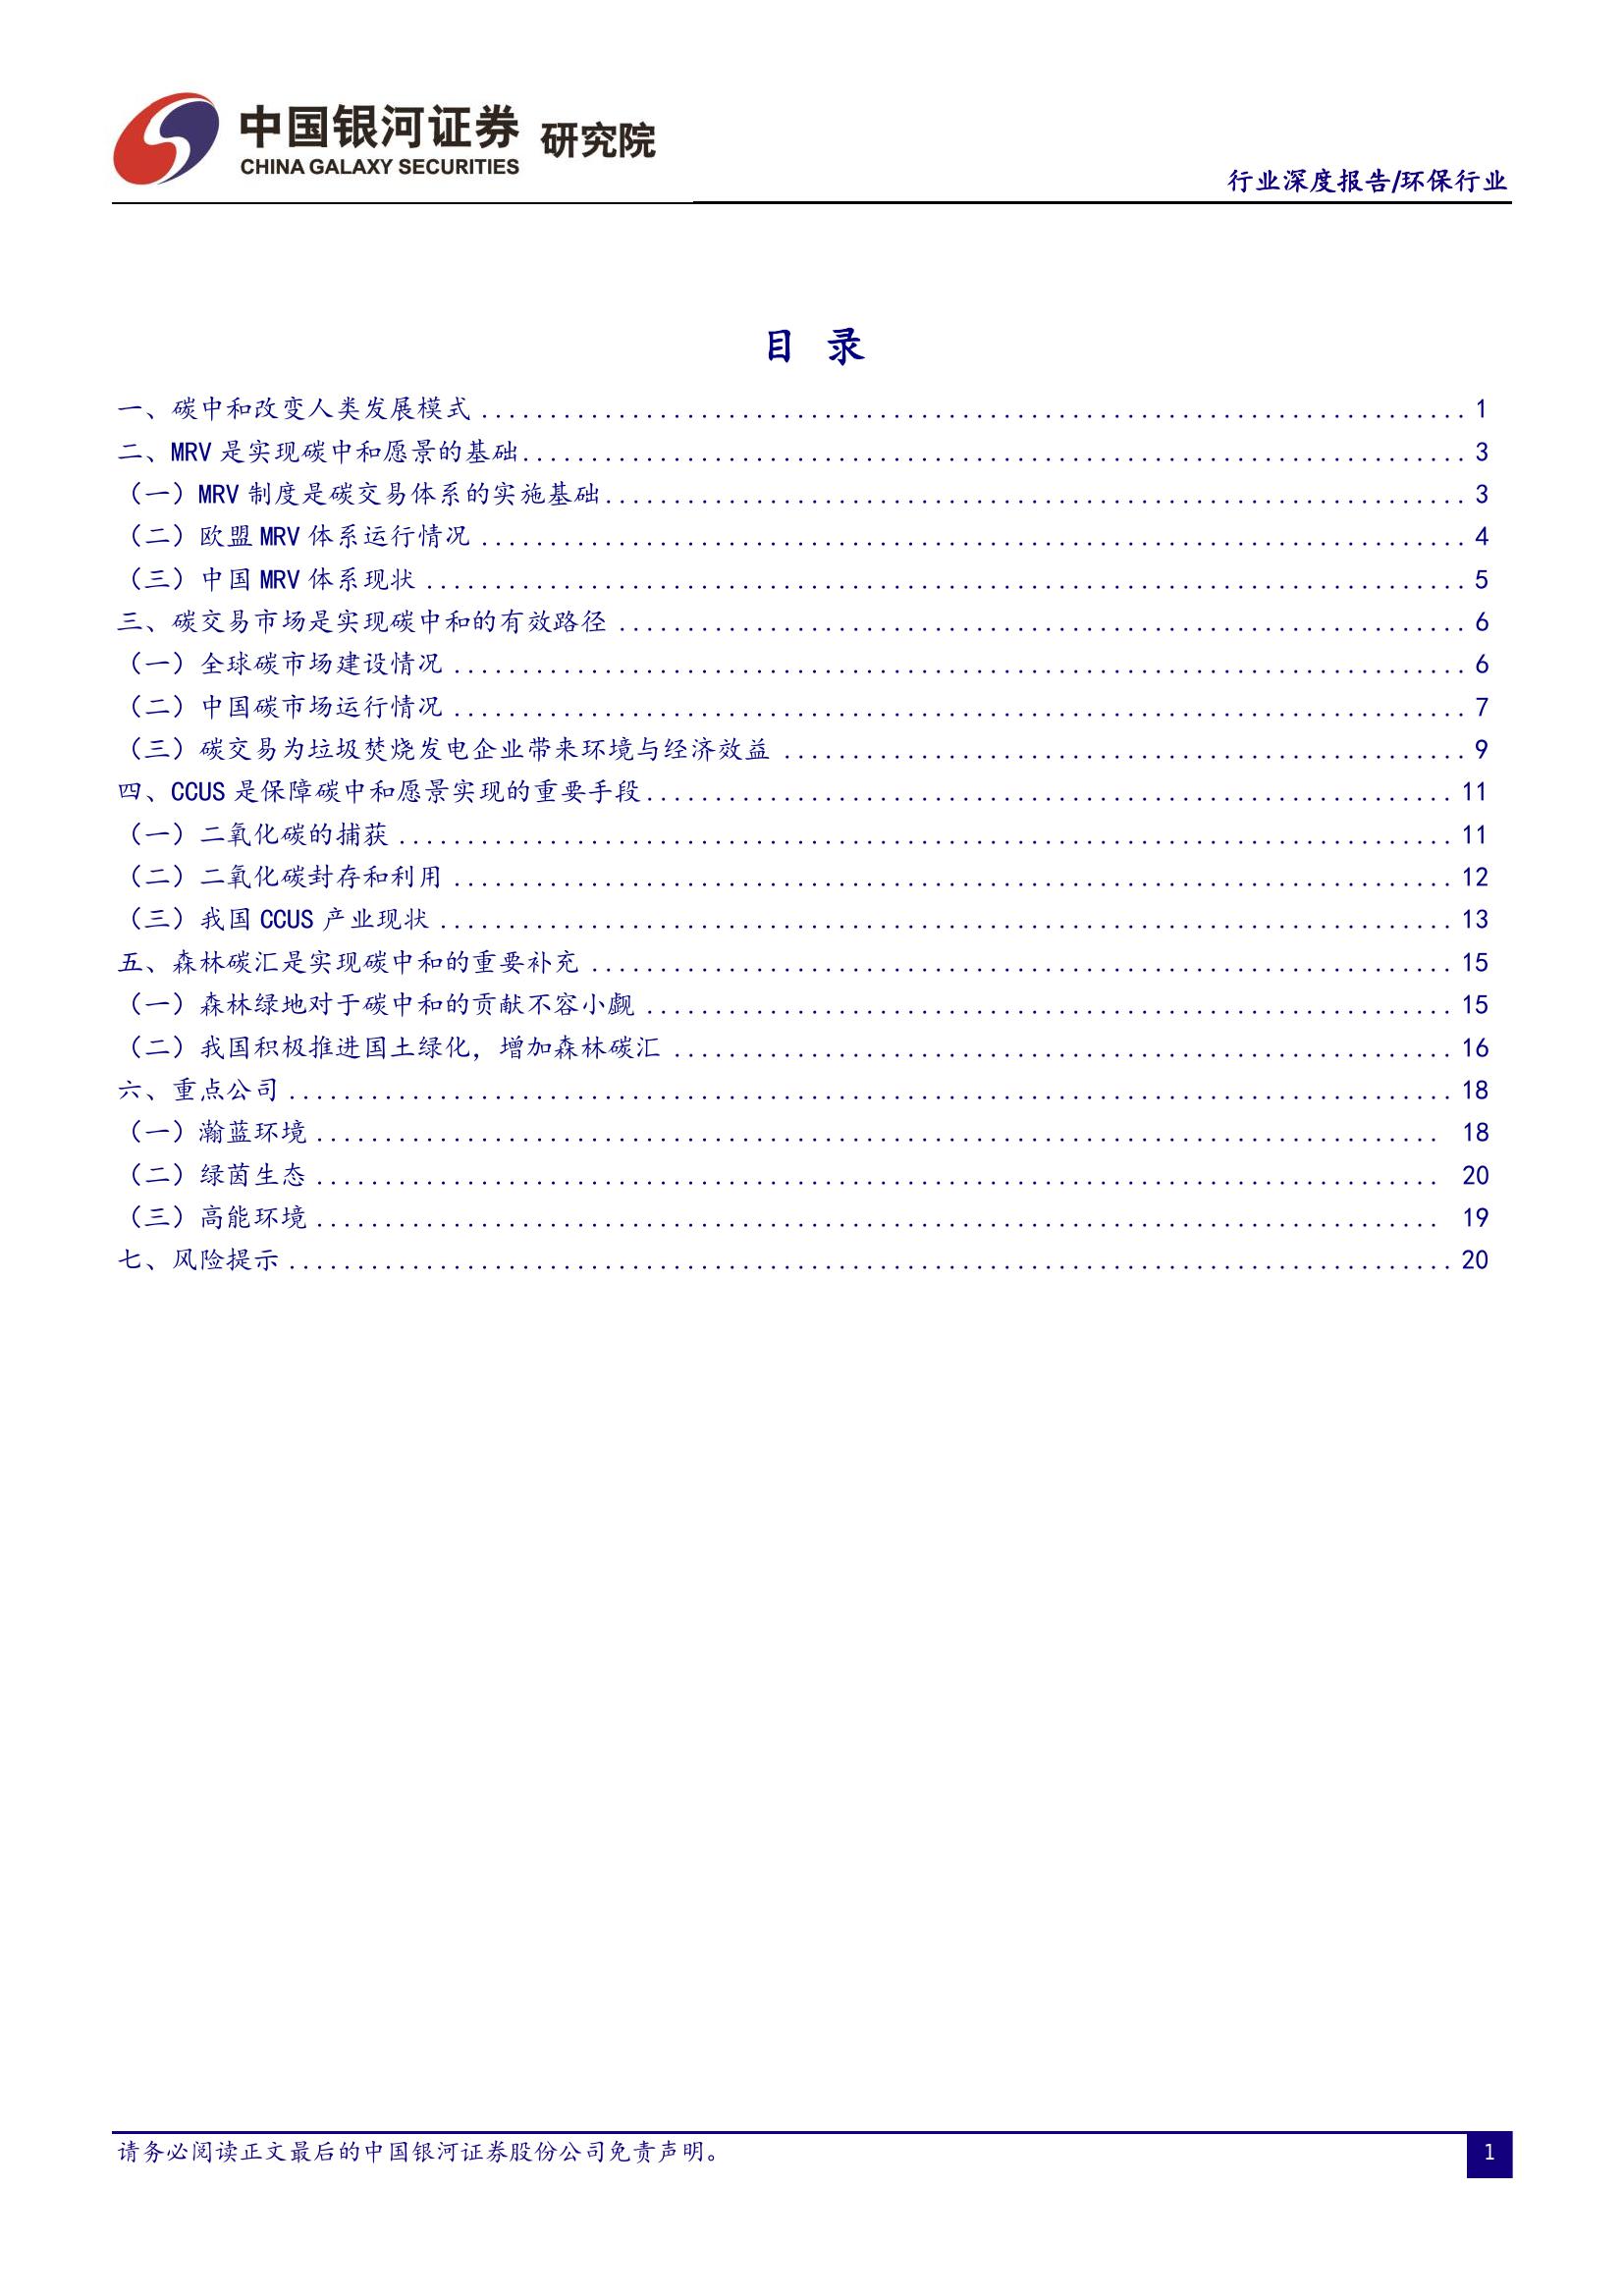 中国银河证券 研究院
CHINA GALAXY SECURITIES
行业深度报告/环保行业
目 录
一、碳中和改变人类发展模式 ........................................................................ 1
二、MRV 是实现碳中和愿景的基础..................................................................... 3
（一）MRV 制度是碳交易体系的实施基础............................................................... 3
（二）欧盟 MRV 体系运行情况 ........................................................................ 4
（三）中国 MRV 体系现状 ............................................................................ 5
三、碳交易市场是实现碳中和的有效路径 .............................................................. 6
（一）全球碳市场建设情况 .......................................................................... 6
（二）中国碳市场运行情况 .......................................................................... 7
（三）碳交易为垃圾焚烧发电企业带来环境与经济效益 .................................................. 9
四、CCUS 是保障碳中和愿景实现的重要手段........................................................... 11
（一）二氧化碳的捕获 ............................................................................. 11
（二）二氧化碳封存和利用 ......................................................................... 12
（三）我国 CCUS 产业现状 .......................................................................... 13
五、森林碳汇是实现碳中和的重要补充 ............................................................... 15
（一）森林绿地对于碳中和的贡献不容小觑 ........................................................... 15
（二）我国积极推进国土绿化，增加森林碳汇 ......................................................... 16
六、重点公司 ..................................................................................... 18
（一）瀚蓝环境 .................................................................................. 18
（二）绿茵生态 .................................................................................. 20
（三）高能环境 .................................................................................. 19
七、风险提示 ..................................................................................... 20
请务必阅读正文最后的中国银河证券股份公司免责声明。
1